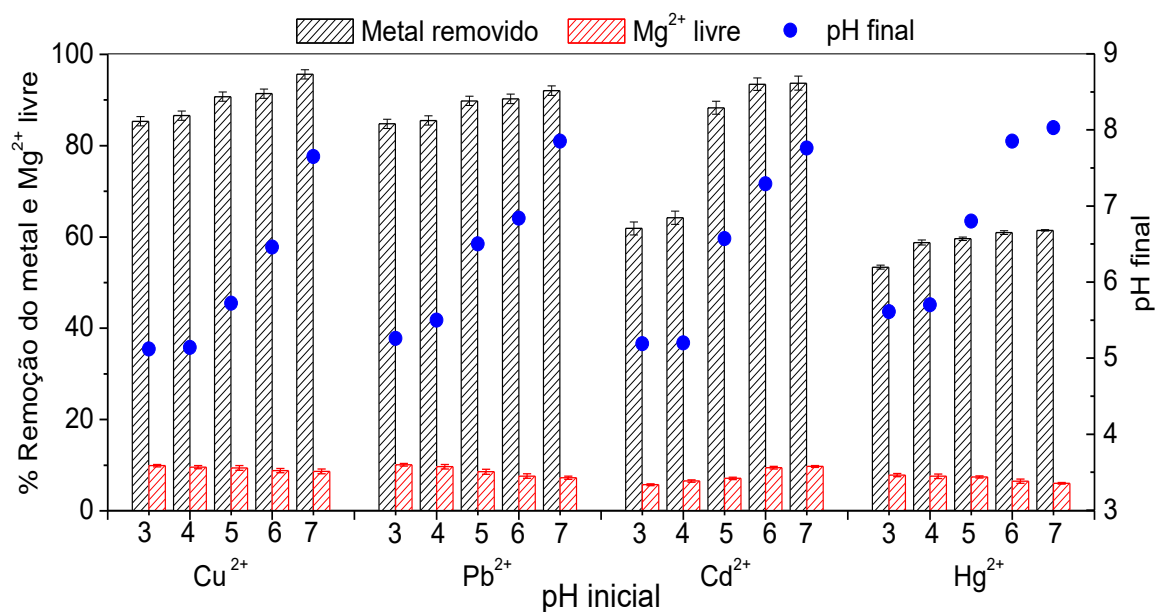 Metal removido Mg2+ livre pH final
% Remoção do metal e Mg2+ livre
100
80
60
40
20
0
9
8
7
6
5
4
3
pH final
3 4 5 6 7 3 4 5 6 7 3 4 5 6 7 3 4 5 6 7
Cu2+ Pb2+ Cd2+ Hg2+
pH inicial